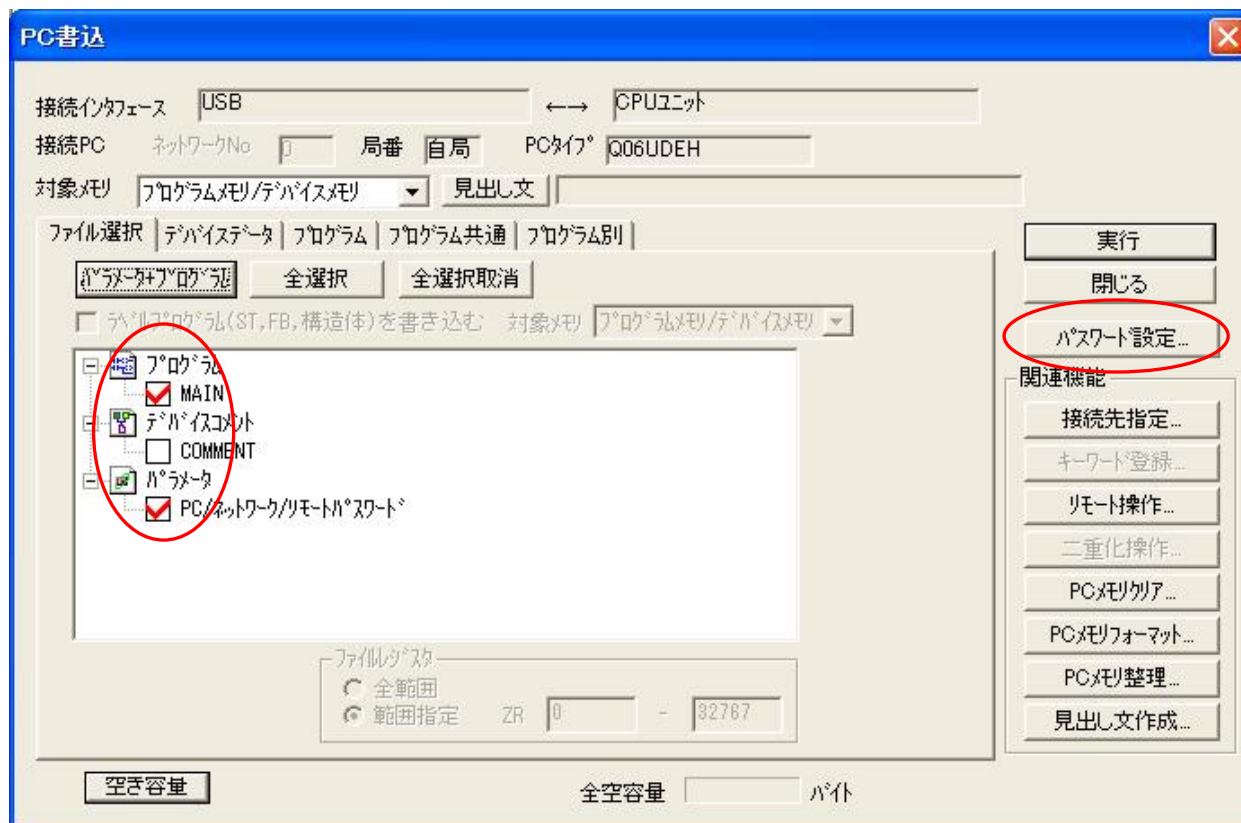 PC書込
接続ｲﾝﾀﾌｪｰｽ USB ←→ CPUﾕﾆｯﾄ
接続PC ﾈｯﾄﾜｰｸNo 0 局番 自局 PCﾀｲﾌﾟ Q06UDEH
対象ﾒﾓﾘ ﾌﾟﾛｸﾞﾗﾑﾒﾓﾘ/ﾃﾞﾊﾞｲｽﾒﾓﾘ 見出し文
ﾌｧｲﾙ選択 ﾃﾞﾊﾞｲｽﾃﾞｰﾀ ﾌﾟﾛｸﾞﾗﾑ ﾌﾟﾛｸﾞﾗﾑ共通 ﾌﾟﾛｸﾞﾗﾑ別
ﾊﾟﾗﾒｰﾀ+ﾌﾟﾛｸﾞﾗﾑ 全選択 全選択取消
ﾗﾍﾞﾙﾌﾟﾛｸﾞﾗﾑ(ST,FB,構造体)を書き込む 対象ﾒﾓﾘ ﾌﾟﾛｸﾞﾗﾑﾒﾓﾘ/ﾃﾞﾊﾞｲｽﾒﾓﾘ
ﾌﾟﾛｸﾞﾗﾑ
MAIN
ﾃﾞﾊﾞｲｽｺﾒﾝﾄ
COMMENT
ﾊﾟﾗﾒｰﾀ
PC/ﾈｯﾄﾜｰｸ/ﾘﾓｰﾄﾊﾟｽﾜｰﾄﾞ
ﾌｧｲﾙﾚｼﾞｽﾀ
全範囲
範囲指定 ZR 0 - 32767
空き容量 全空容量 ﾊﾞｲﾄ
実行
閉じる
ﾊﾟｽﾜｰﾄﾞ設定...
関連機能
接続先指定...
ｷｰﾜｰﾄﾞ登録...
ﾘﾓｰﾄ操作...
二重化操作...
PCﾒﾓﾘｸﾘｱ...
PCﾒﾓﾘﾌｫｰﾏｯﾄ...
PCﾒﾓﾘ整理...
見出し文作成...